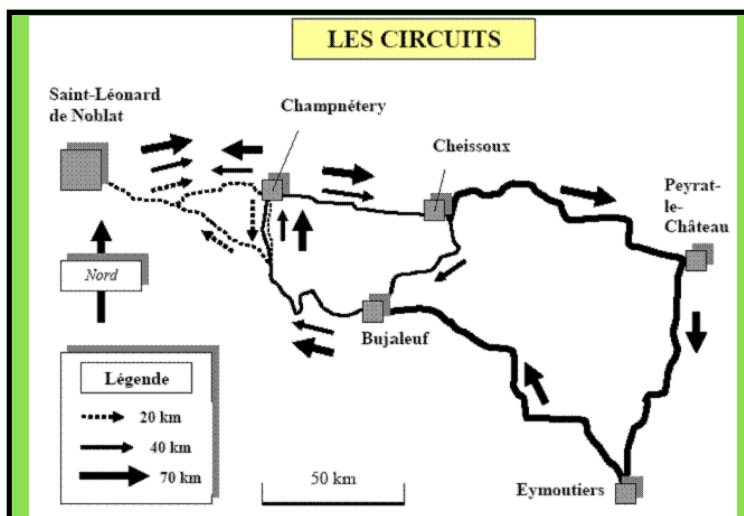 LES CIRCUITS
Saint-Léonard
de Noblat
Champnétery
Cheissoux
Peyrat-
le-
Château
Nord
Bujaleuf
Légende
20 km
40 km
70 km
50 km
Eymoutiers